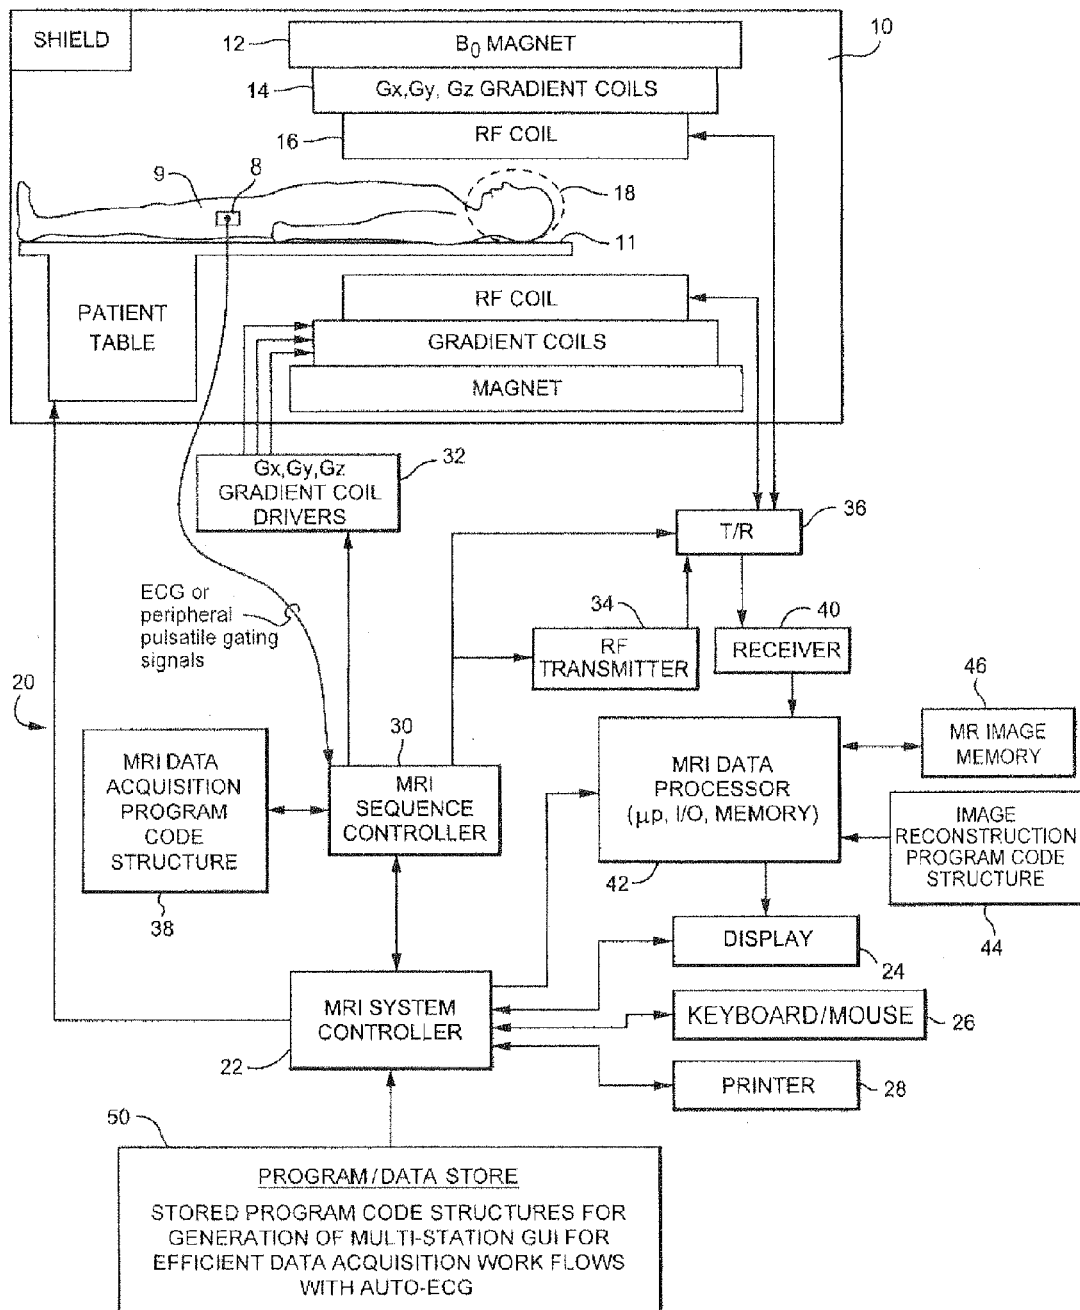 SHIELD
12
B0 MAGNET
10
14
Gx,Gy, Gz GRADIENT COILS
16
RF COIL
9
8
18
11
PATIENT
TABLE
RF COIL
GRADIENT COILS
MAGNET
Gx,Gy,Gz
GRADIENT COIL
DRIVERS
32
T/R
36
ECG or
peripheral
pulsatile gating
signals
34
RF
TRANSMITTER
40
RECEIVER
20
46
MR IMAGE
MEMORY
MRI DATA
ACQUISITION
PROGRAM
CODE
STRUCTURE
38
30
MRI
SEQUENCE
CONTROLLER
MRI DATA
PROCESSOR
(μp, I/O, MEMORY)
42
IMAGE
RECONSTRUCTION
PROGRAM CODE
STRUCTURE
44
DISPLAY
24
MRI SYSTEM
CONTROLLER
22
KEYBOARD/MOUSE
26
PRINTER
28
50
PROGRAM/DATA STORE
STORED PROGRAM CODE STRUCTURES FOR
GENERATION OF MULTI-STATION GUI FOR
EFFICIENT DATA ACQUISITION WORK FLOWS
WITH AUTO-ECG